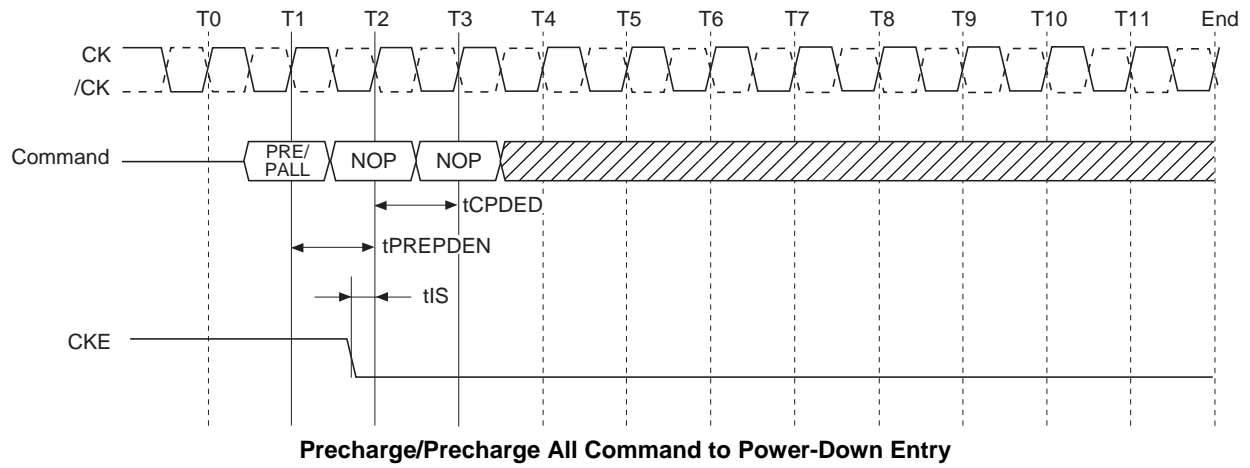 T0 T1 T2 T3 T4 T5 T6 T7 T8 T9 T10 T11 End
CK
/CK
Command
PRE/
PALL
NOP
NOP
tCPDED
tPREPDEN
tIS
CKE
Precharge/Precharge All Command to Power-Down Entry